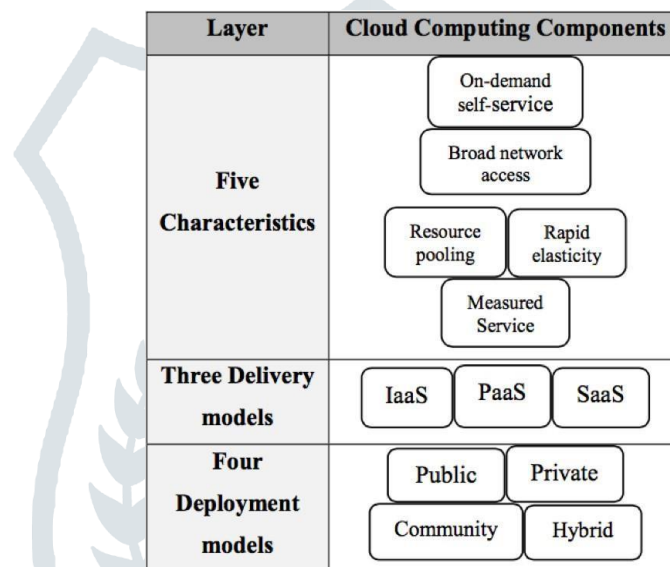 Layer
Cloud Computing Components
Five
Characteristics
On-demand
self-service
Broad network
access
Resource
pooling
Rapid
elasticity
Measured
Service
Three Delivery
models
IaaS
PaaS
SaaS
Four
Deployment
models
Public
Private
Community
Hybrid